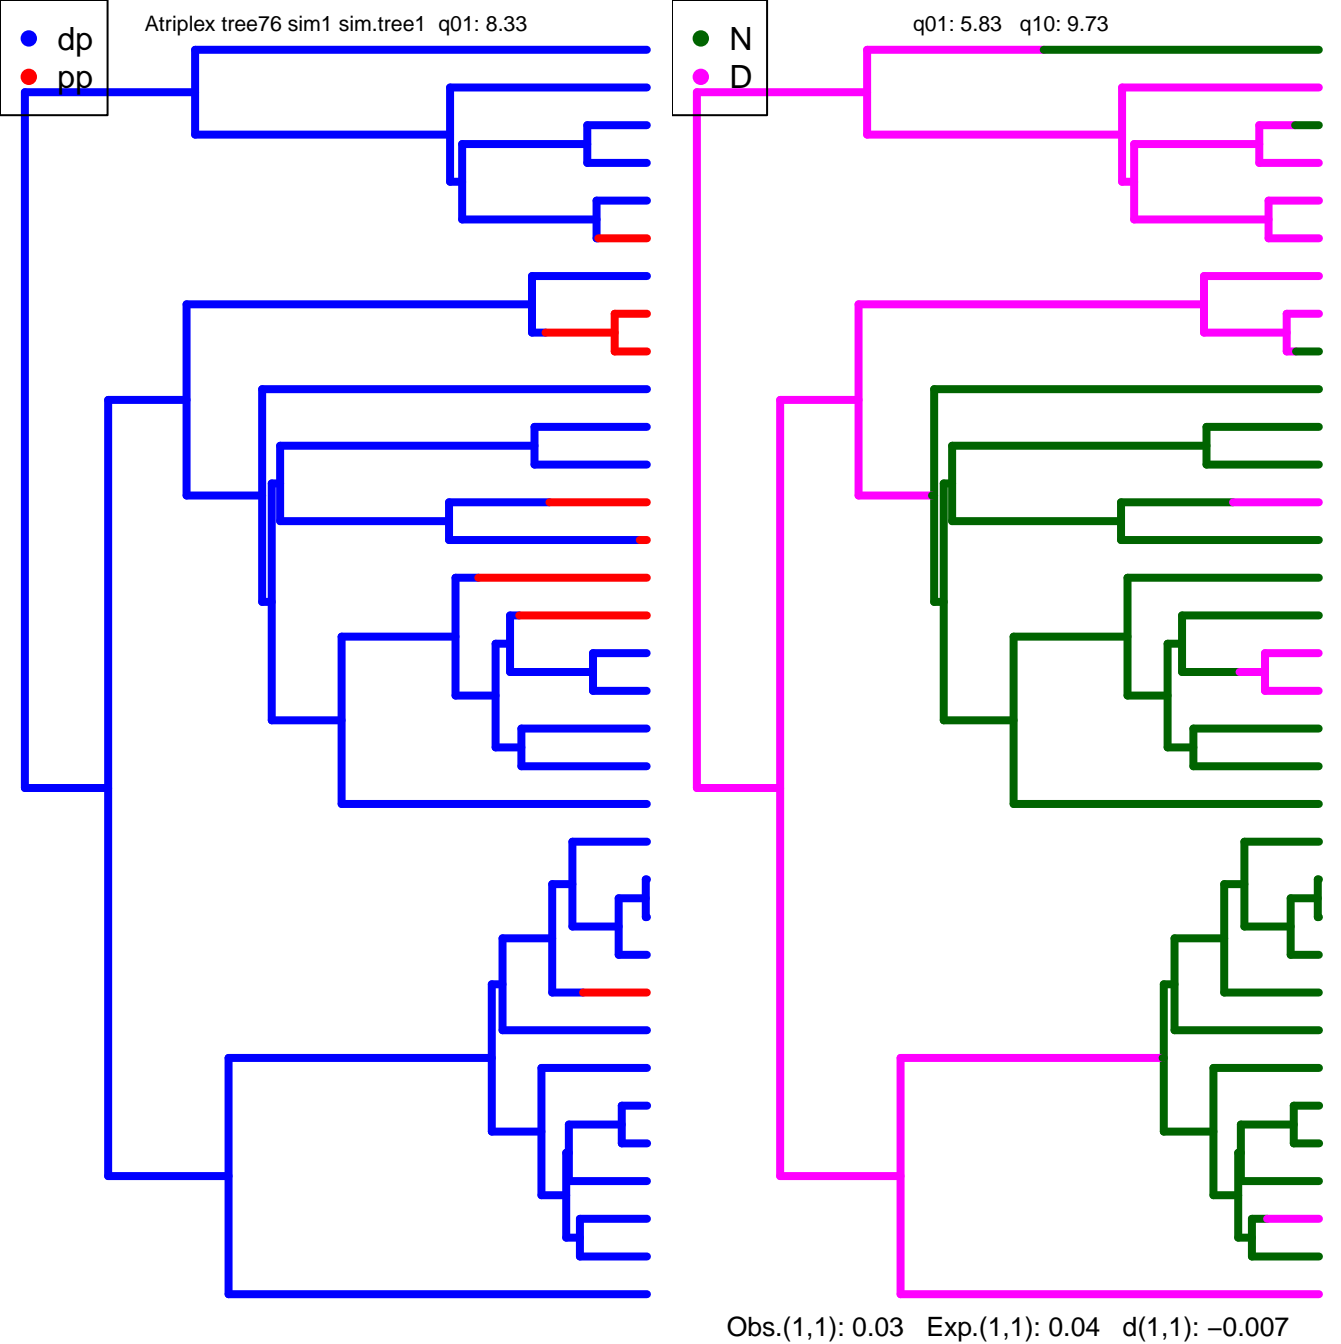 Atriplex tree76 sim1 sim.tree1 q01: 8.33
dp
pp
q01: 5.83 q10: 9.73
N
D
Obs.(1,1): 0.03 Exp.(1,1): 0.04 d(1,1): −0.007